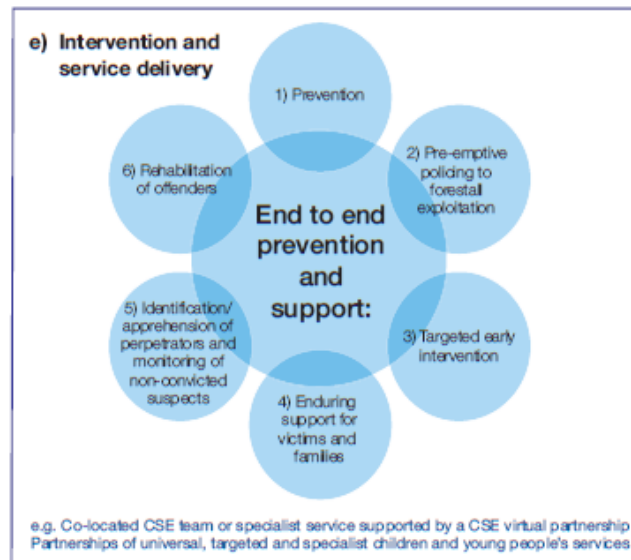 e) Intervention and
service delivery
1) Prevention
2) Pre-emptive
policing to
forestall
exploitation
3) Targeted early
intervention
4) Enduring
support for
victims and
families
5) Identification/
apprehension of
perpetrators and
monitoring of
non-convicted
suspects
6) Rehabilitation
of offenders
End to end
prevention
and
support:
e.g. Co-located CSE team or specialist service supported by a CSE virtual partnership
Partnerships of universal, targeted and specialist children and young people's services